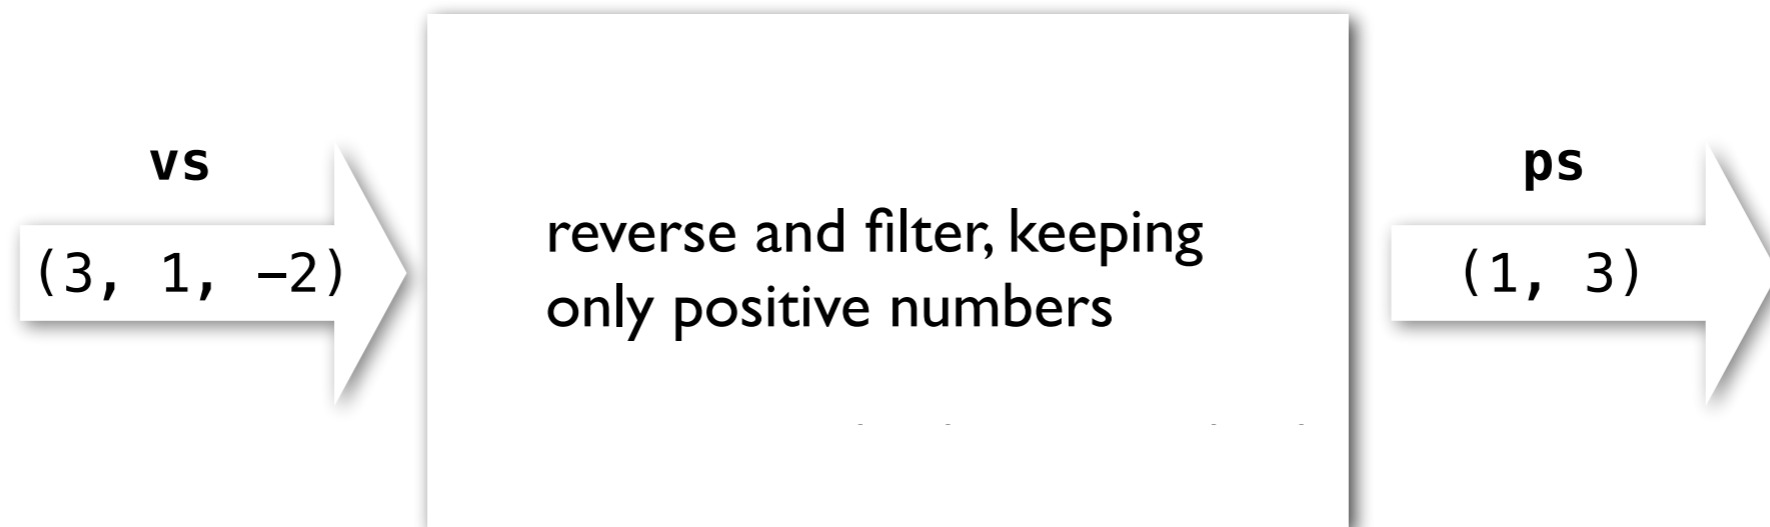 vs
(3, 1, –2)
reverse and filter, keeping
only positive numbers
ps
(1, 3)